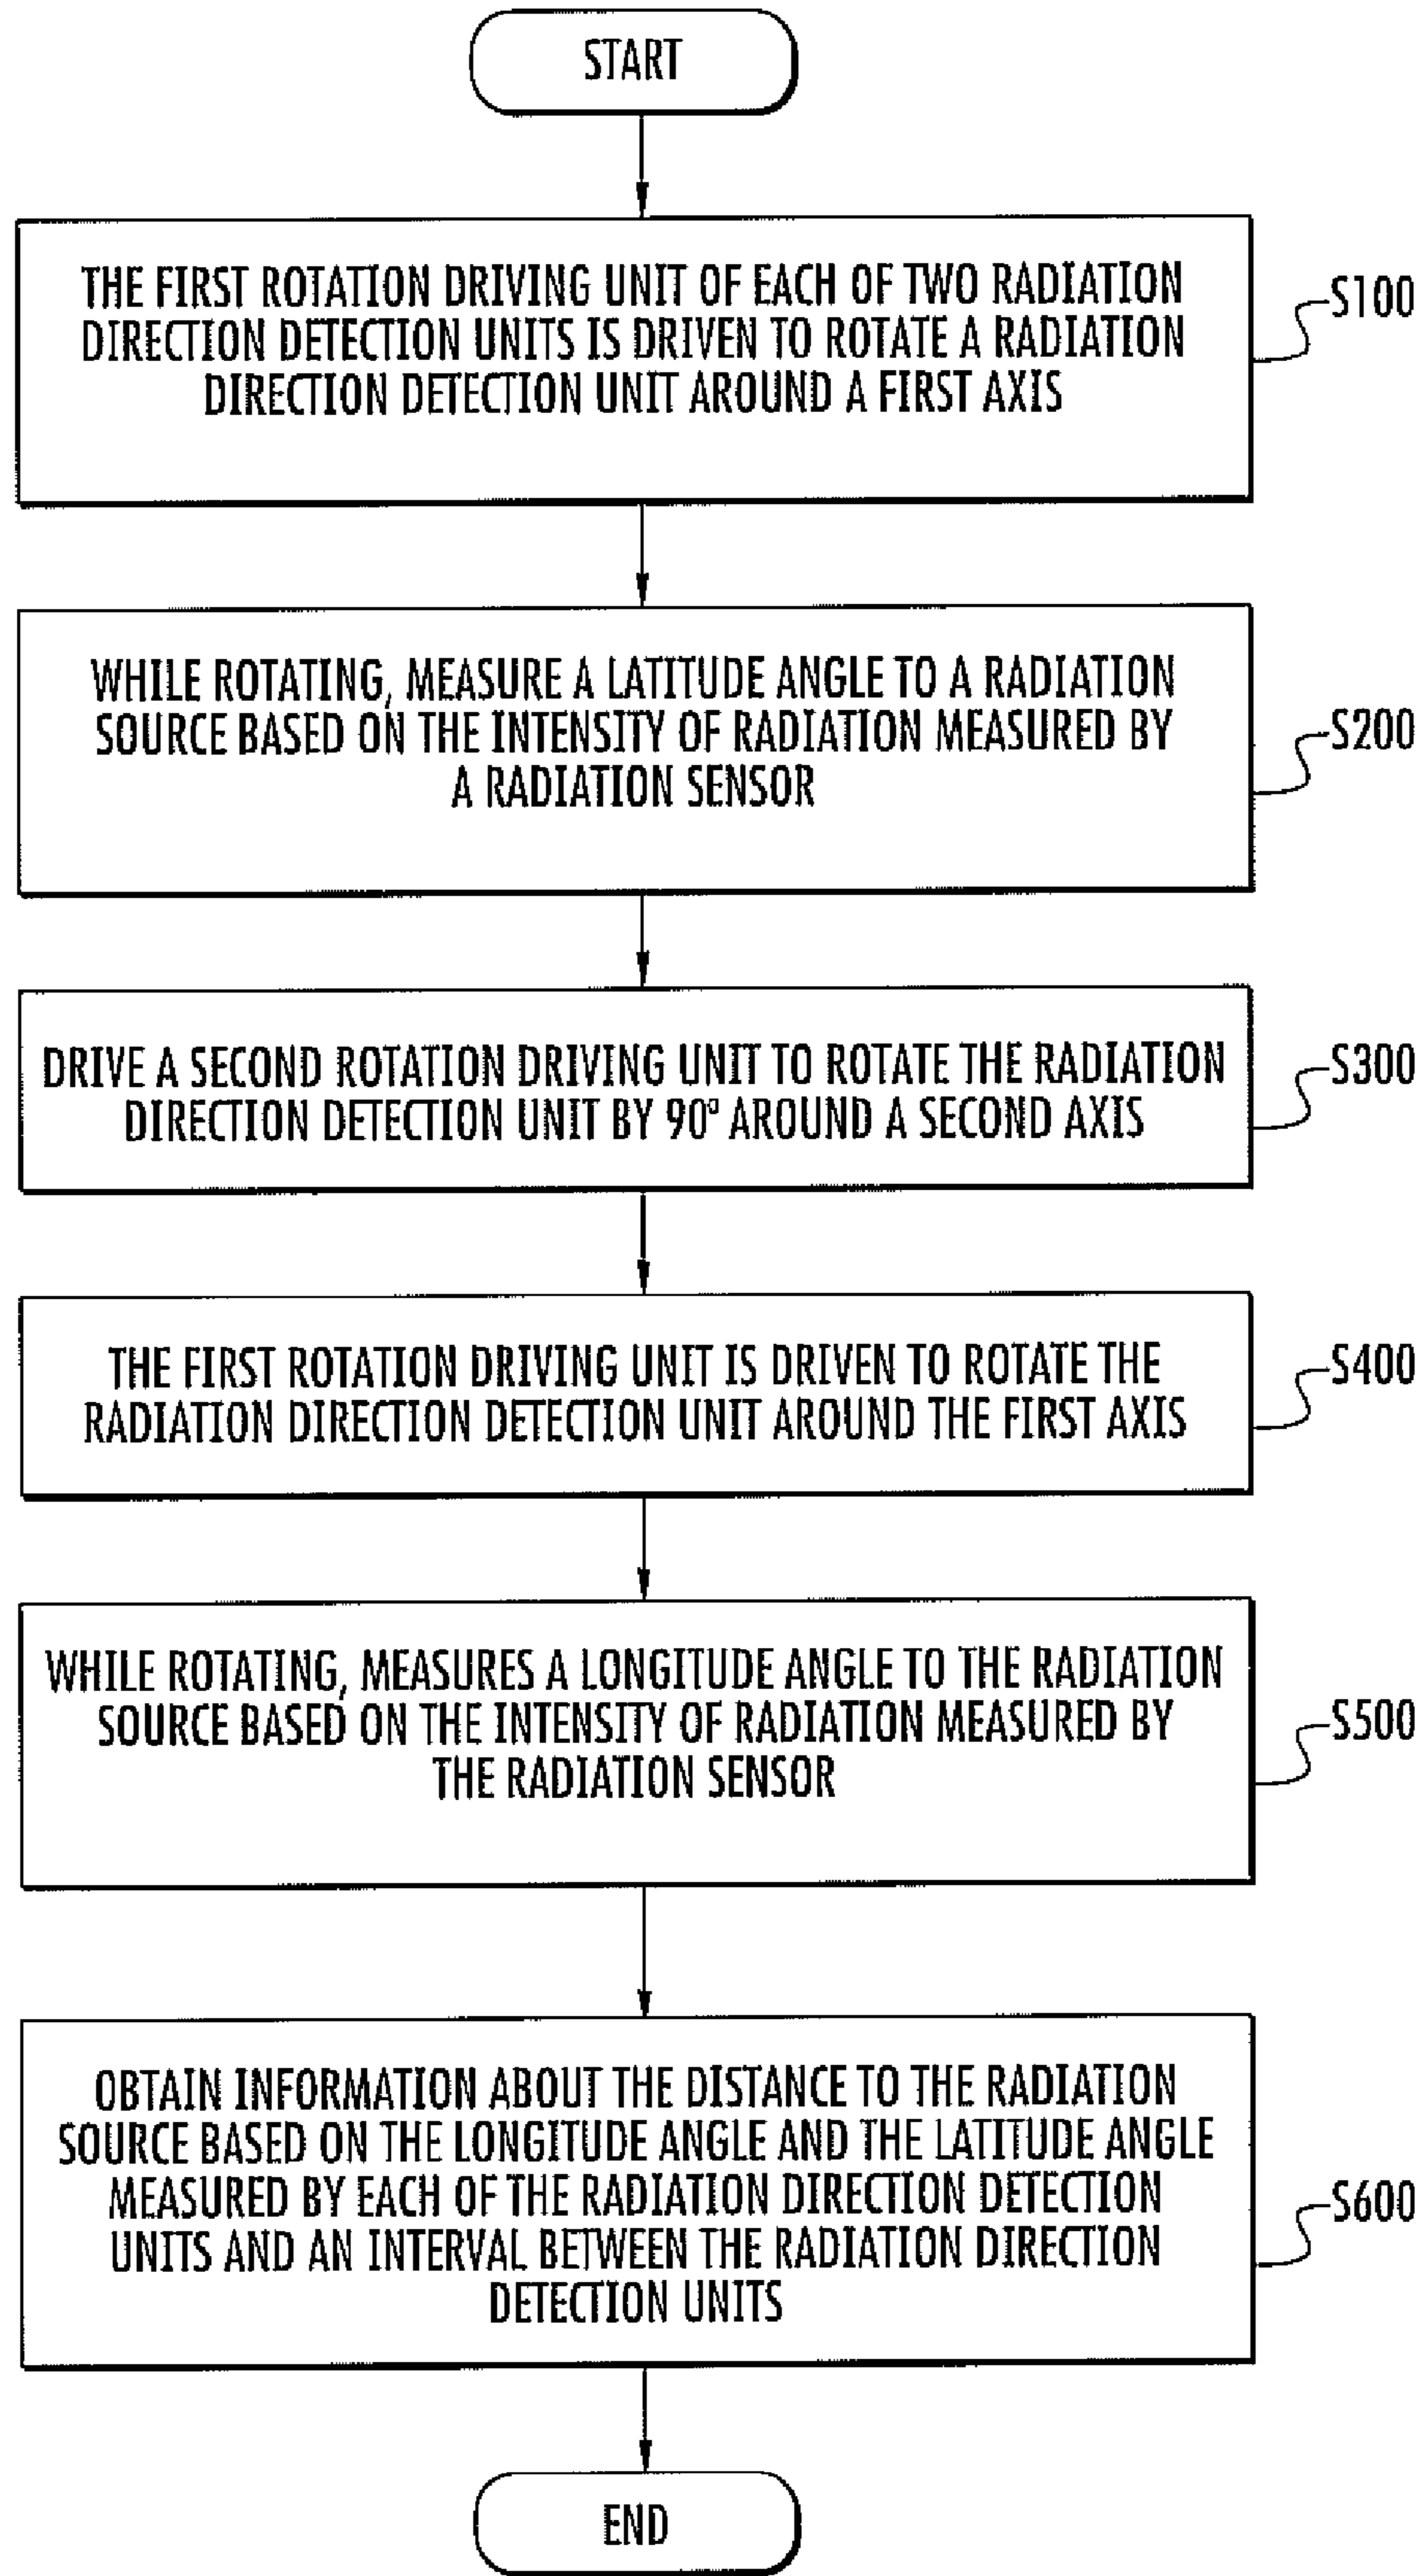 START
THE FIRST ROTATION DRIVING UNIT OF EACH OF TWO RADIATION
DIRECTION DETECTION UNITS IS DRIVEN TO ROTATE A RADIATION
DIRECTION DETECTION UNIT AROUND A FIRST AXIS
S100
WHILE ROTATING, MEASURE A LATITUDE ANGLE TO A RADIATION
SOURCE BASED ON THE INTENSITY OF RADIATION MEASURED BY
A RADIATION SENSOR
S200
DRIVE A SECOND ROTATION DRIVING UNIT TO ROTATE THE RADIATION
DIRECTION DETECTION UNIT BY 90° AROUND A SECOND AXIS
S300
THE FIRST ROTATION DRIVING UNIT IS DRIVEN TO ROTATE THE
RADIATION DIRECTION DETECTION UNIT AROUND THE FIRST AXIS
S400
WHILE ROTATING, MEASURES A LONGITUDE ANGLE TO THE RADIATION
SOURCE BASED ON THE INTENSITY OF RADIATION MEASURED BY
THE RADIATION SENSOR
S500
OBTAIN INFORMATION ABOUT THE DISTANCE TO THE RADIATION
SOURCE BASED ON THE LONGITUDE ANGLE AND THE LATITUDE ANGLE
MEASURED BY EACH OF THE RADIATION DIRECTION DETECTION
UNITS AND AN INTERVAL BETWEEN THE RADIATION DIRECTION
DETECTION UNITS
S600
END